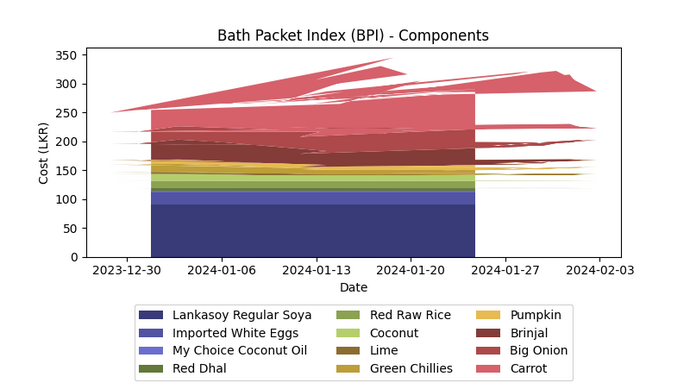 Bath Packet Index (BPI) - Components
Cost (LKR)
350
300
250
200
150
100
50
0
2023-12-30 2024-01-06 2024-01-13 2024-01-20 2024-01-27 2024-02-03
Date
Lankasoy Regular Soya Red Raw Rice Pumpkin
Imported White Eggs Coconut Brinjal
My Choice Coconut Oil Lime Big Onion
Red Dhal Green Chillies Carrot